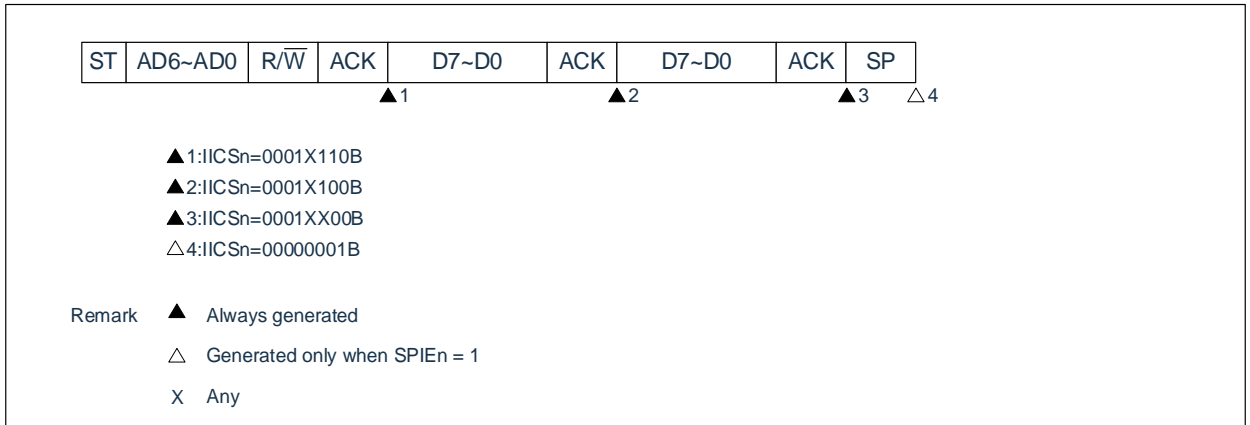 ST AD6~AD0 R/W̅ ACK D7~D0 ACK D7~D0 ACK SP
▲1 ▲2 ▲3 △4
▲1:IICSn=0001X110B
▲2:IICSn=0001X100B
▲3:IICSn=0001XX00B
△4:IICSn=00000001B
Remark ▲ Always generated
△ Generated only when SPIEn = 1
X Any